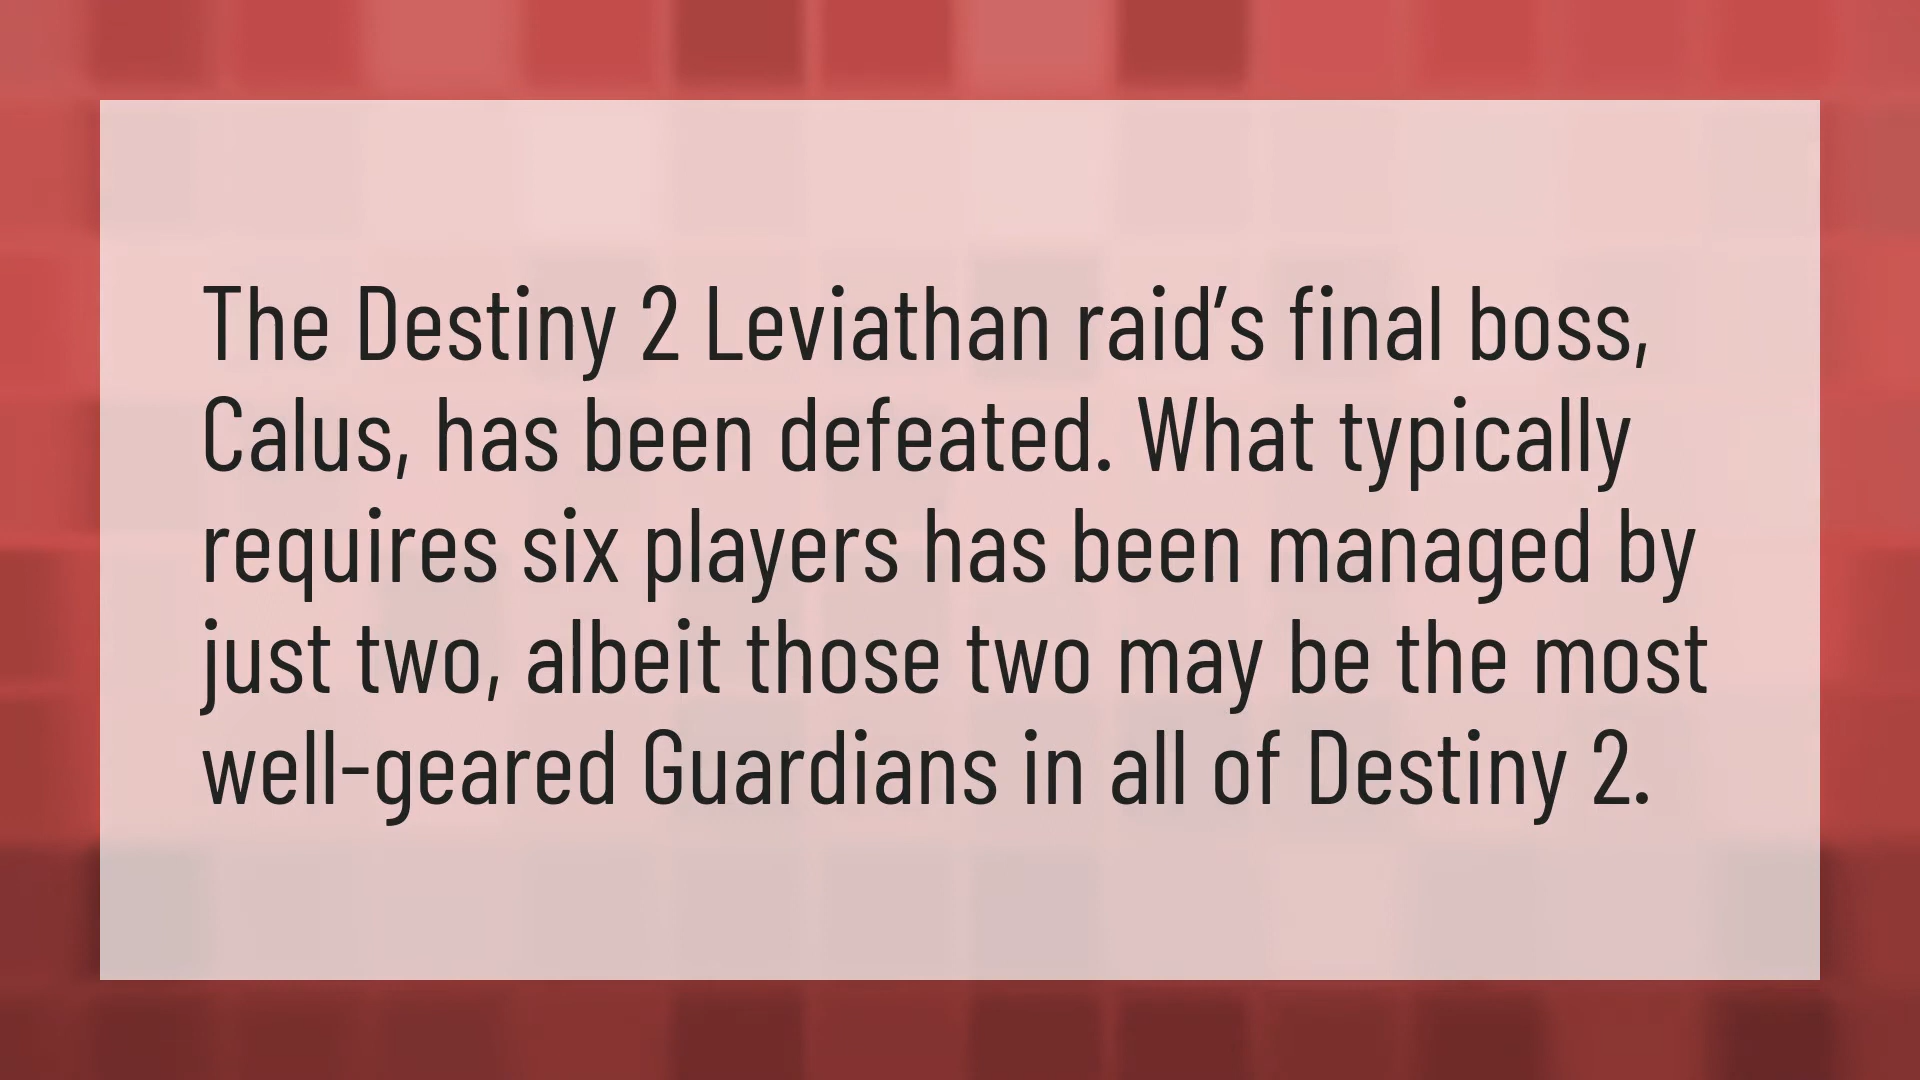 The Destiny 2 Leviathan raid’s final boss,
Calus, has been defeated. What typically
requires six players has been managed by
just two, albeit those two may be the most
well-geared Guardians in all of Destiny 2.